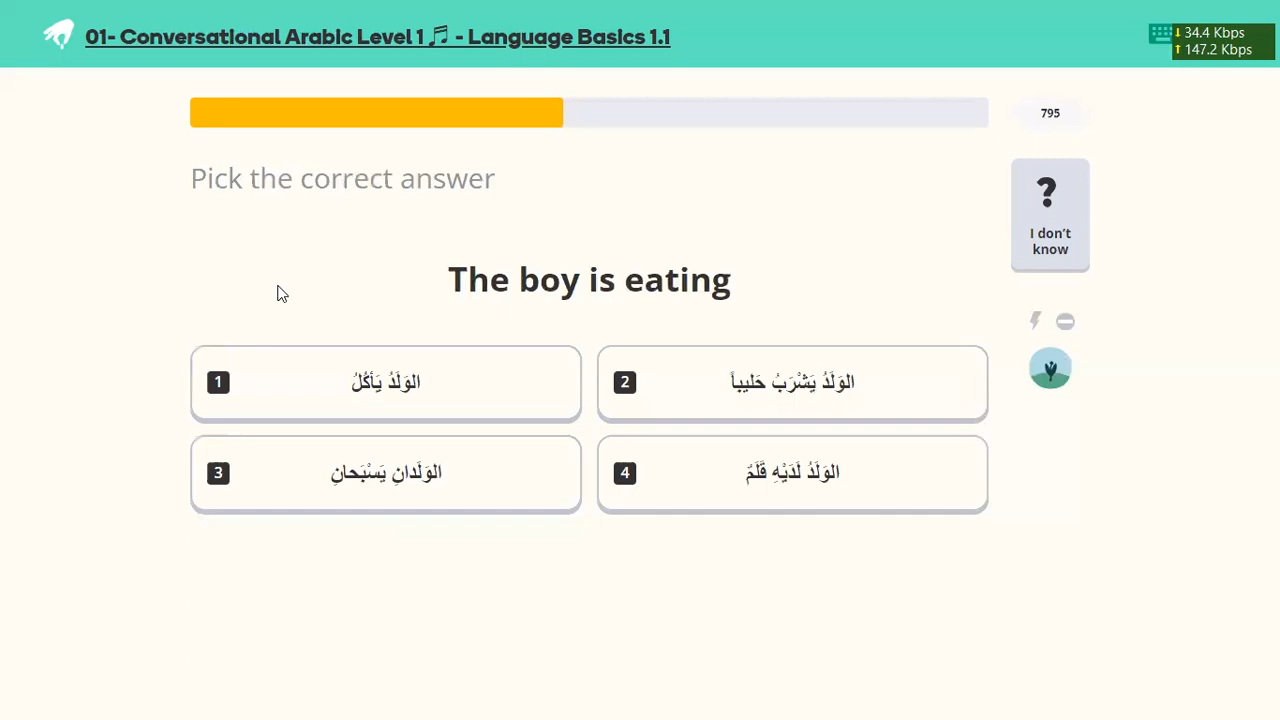 01- Conversational Arabic Level 1 🎵 - Language Basics 1.1
↓ 34.4 Kbps
↑ 147.2 Kbps
795
Pick the correct answer
?
I don't
know
The boy is eating
1 الوَلَدُ يَأكُلُ
2 الوَلَدُ يَشْرَبُ حَليباً
3 الوَلَدانِ يَسْبَحانِ
4 الوَلَدُ لَدَيْهِ قَلَمٌ